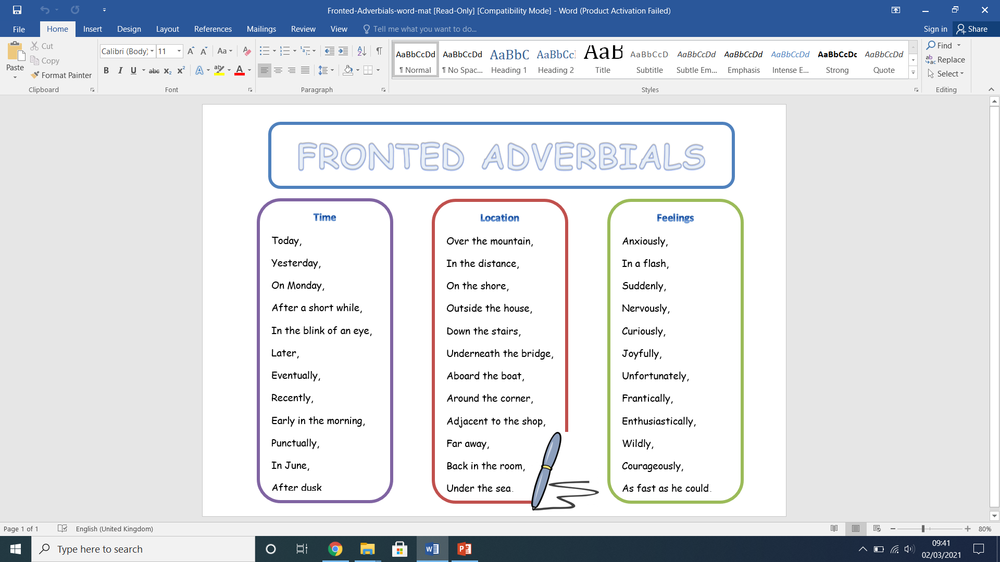 Fronted-Adverbials-word-mat [Read-Only] [Compatibility Mode] - Word (Product Activation Failed)
File Home Insert Design Layout References Mailings Review View Tell me what you want to do... Sign in Share
Paste
Cut
Copy
Format Painter
Clipboard
Calibri (Body) 11
Font
Paragraph
AaBbCcDd AaBbCcDd AaBbC AaBbCc AaB AaBbCcD AaBbCcDd AaBbCcDd AaBbCcDd AaBbCcDc AaBbCcDd
¶ Normal ¶ No Spac... Heading 1 Heading 2 Title Subtitle Subtle Em... Emphasis Intense E... Strong Quote
Styles
Find
Replace
Select
Editing
FRONTED ADVERBIALS
Time
Today,
Yesterday,
On Monday,
After a short while,
In the blink of an eye,
Later,
Eventually,
Recently,
Early in the morning,
Punctually,
In June,
After dusk
Location
Over the mountain,
In the distance,
On the shore,
Outside the house,
Down the stairs,
Underneath the bridge,
Aboard the boat,
Around the corner,
Adjacent to the shop,
Far away,
Back in the room,
Under the sea.
Feelings
Anxiously,
In a flash,
Suddenly,
Nervously,
Curiously,
Joyfully,
Unfortunately,
Frantically,
Enthusiastically,
Wildly,
Courageously,
As fast as he could.
Page 1 of 1 English (United Kingdom) 80%
Type here to search
09:41
02/03/2021